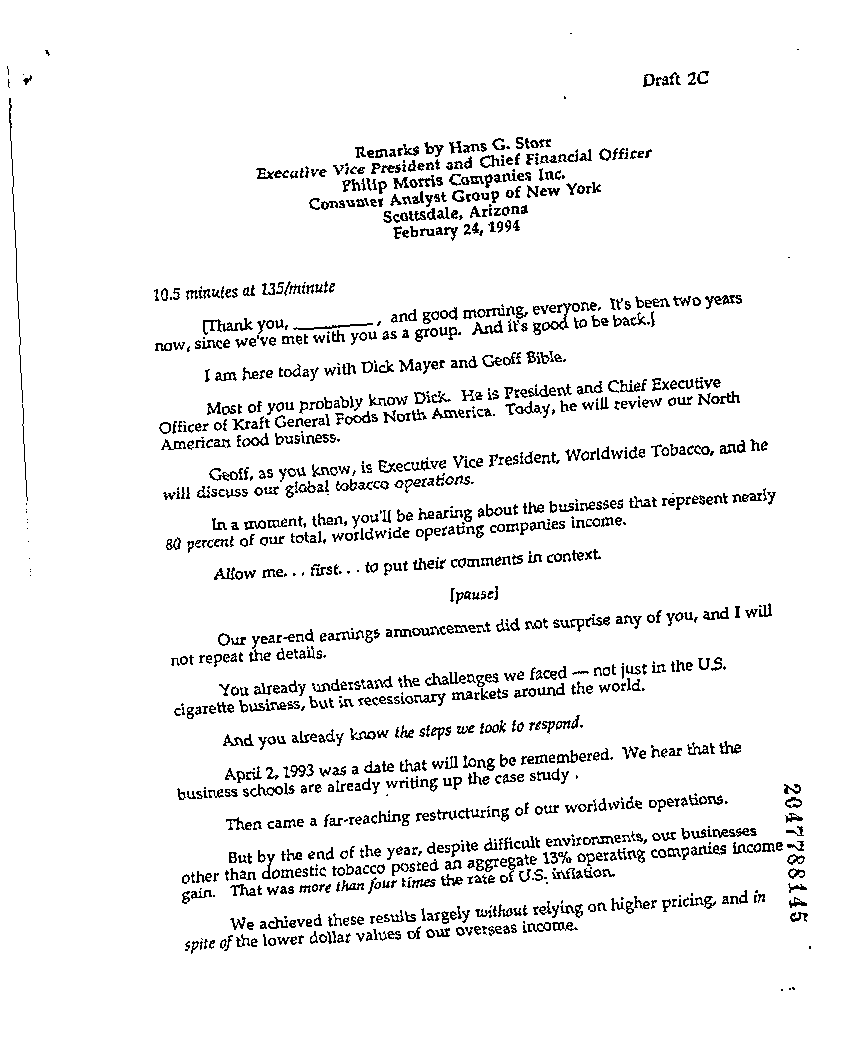 Draft 2C
Remarks by Hans G. Storr
Executive Vice President and Chief Financial Officer
Philip Morris Companies Inc.
Consumer Analyst Group of New York
Scottsdale, Arizona
February 24, 1994
10.5 minutes at 135/minute
[Thank you, _________, and good morning, everyone. It's been two years
now, since we've met with you as a group. And it's good to be back.]
I am here today with Dick Mayer and Geoff Bible.
Most of you probably know Dick. He is President and Chief Executive
Officer of Kraft General Foods North America. Today, he will review our North
American food business.
Geoff, as you know, is Executive Vice President, Worldwide Tobacco, and he
will discuss our global tobacco operations.
In a moment, then, you'll be hearing about the businesses that represent nearly
80 percent of our total, worldwide operating companies income.
Allow me. . . first. . . to put their comments in context.
[pause]
Our year-end earnings announcement did not surprise any of you, and I will
not repeat the details.
You already understand the challenges we faced — not just in the U.S.
cigarette business, but in recessionary markets around the world.
And you already know the steps we took to respond.
April 2, 1993 was a date that will long be remembered. We hear that the
business schools are already writing up the case study .
Then came a far-reaching restructuring of our worldwide operations.
But by the end of the year, despite difficult environments, our businesses
other than domestic tobacco posted an aggregate 13% operating companies income
gain. That was more than four times the rate of U.S. inflation.
We achieved these results largely without relying on higher pricing, and in
spite of the lower dollar values of our overseas income.
2047788145